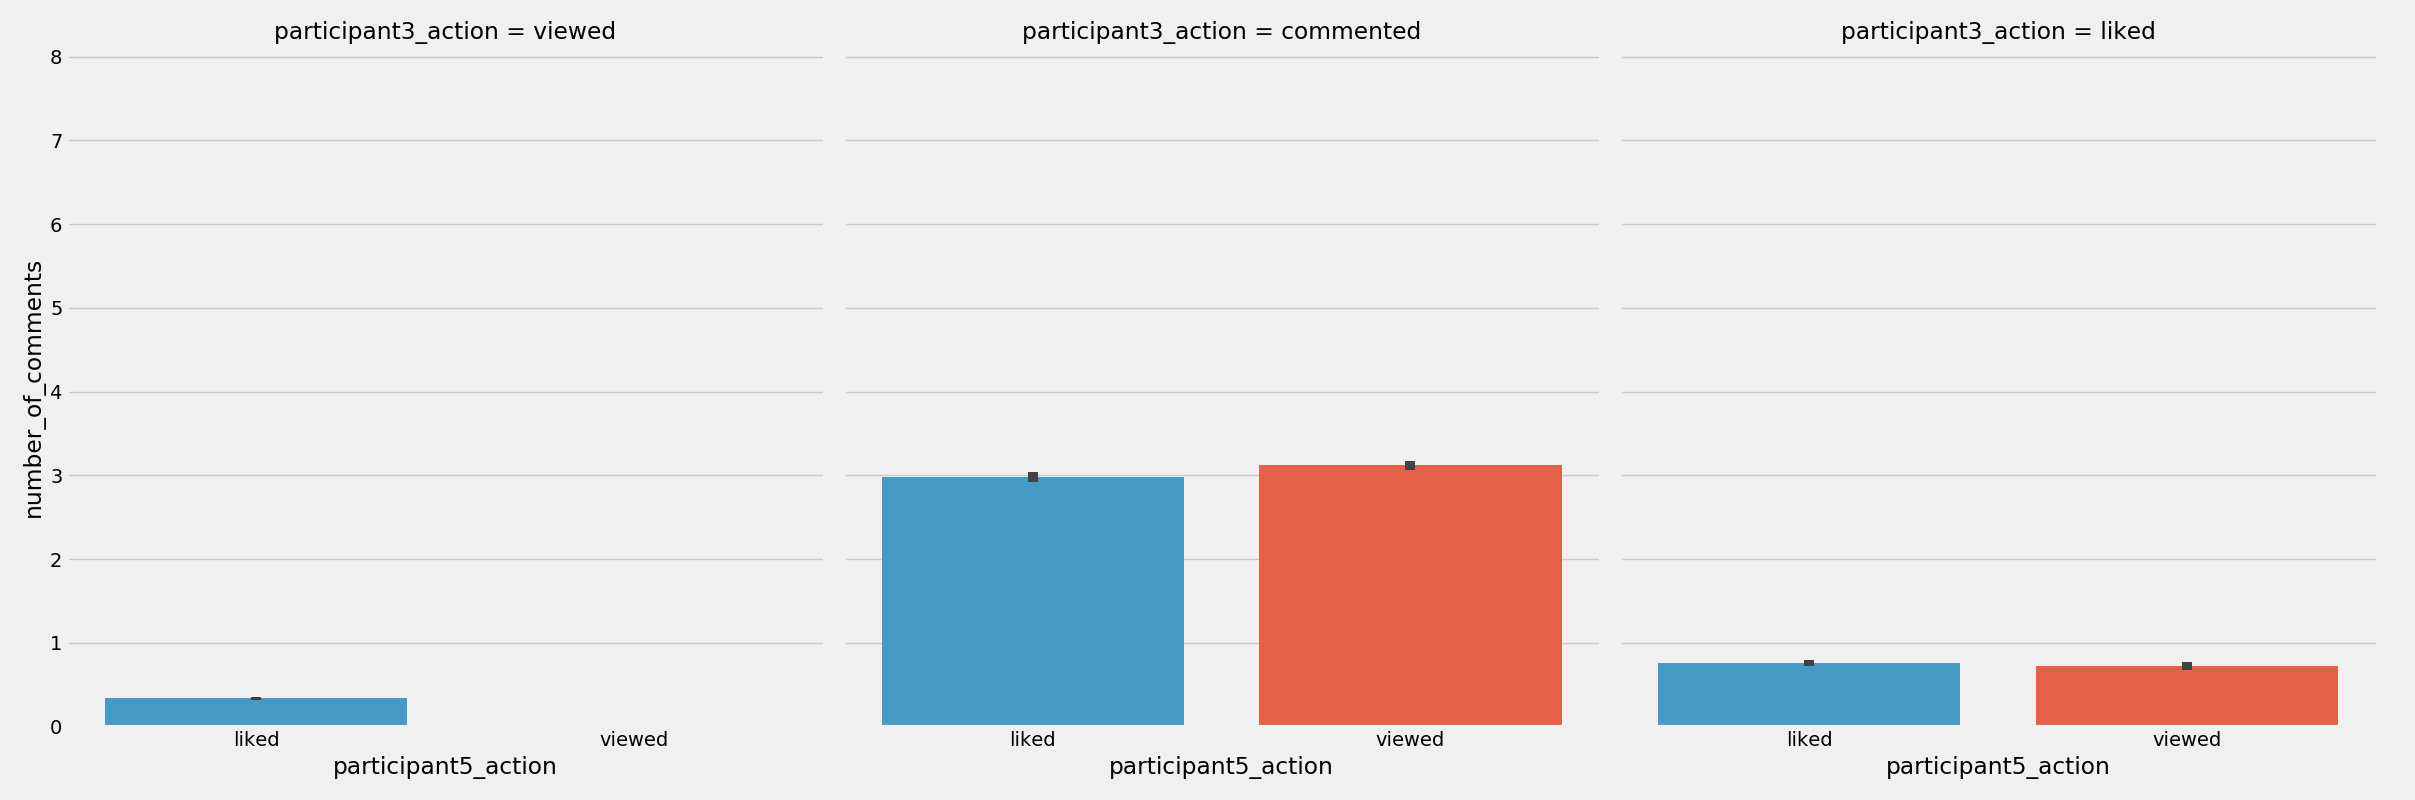 participant3_action = viewed
participant3_action = commented
participant3_action = liked
number_of_comments
8
7
6
5
4
3
2
1
0
liked
viewed
liked
viewed
liked
viewed
participant5_action
participant5_action
participant5_action